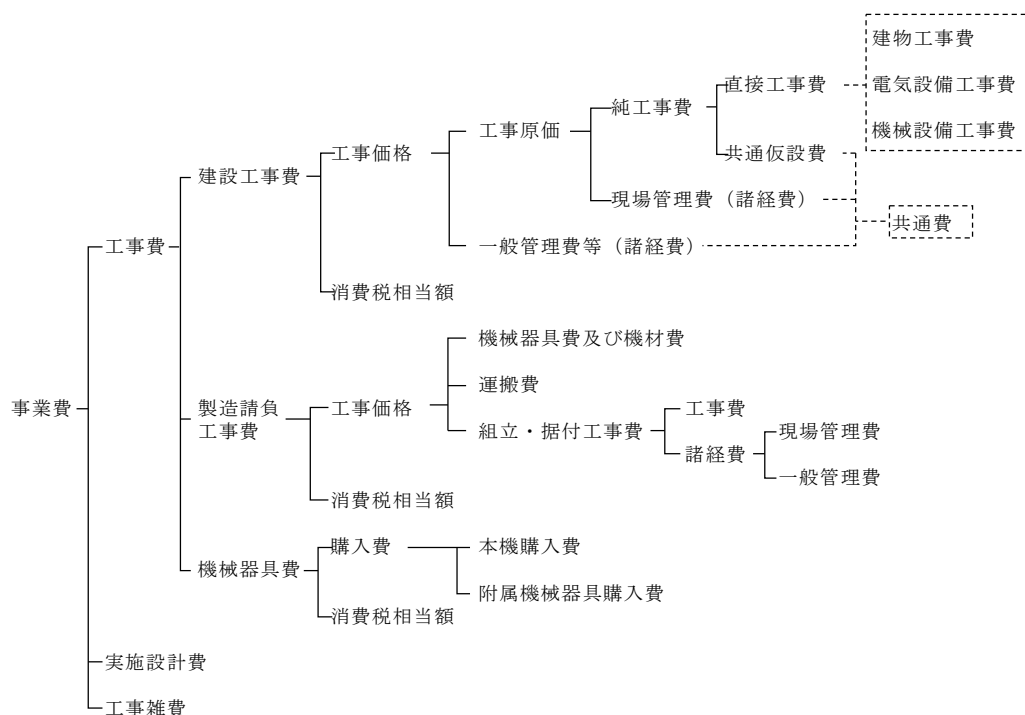 建物工事費
電気設備工事費
機械設備工事費
直接工事費
純工事費
共通仮設費
工事原価
現場管理費（諸経費）
共通費
工事価格
一般管理費等（諸経費）
建設工事費
消費税相当額
工事費
機械器具費及び機材費
運搬費
工事価格
組立・据付工事費
工事費
諸経費
現場管理費
一般管理費
製造請負
工事費
消費税相当額
事業費
購入費
本機購入費
附属機械器具購入費
機械器具費
消費税相当額
実施設計費
工事雑費